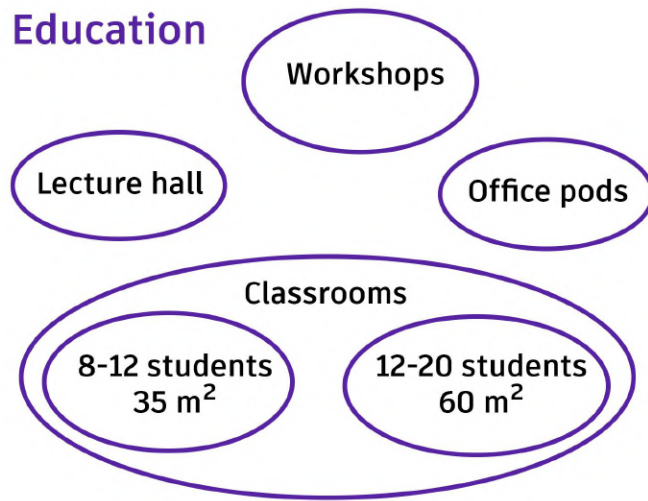 Education
Workshops
Lecture hall
Office pods
Classrooms
8-12 students
35 m²
12-20 students
60 m²